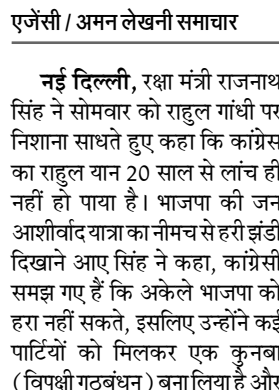 एजेंसी / अमन लेखनी समाचार
नई दिल्ली, रक्षा मंत्री राजनाथ
सिंह ने सोमवार को राहुल गांधी पर
निशाना साधते हुए कहा कि कांग्रेस
का राहुल यान 20 साल से लांच ही
नहीं हो पाया है। भाजपा की जन
आशीर्वाद यात्रा का नीमच से हरी झंडी
दिखाने आए सिंह ने कहा, कांग्रेसी
समझ गए हैं कि अकेले भाजपा को
हरा नहीं सकते, इसलिए उन्होंने कई
पार्टियों को मिलकर एक कुनबा
(विपक्षी गठबंधन) बना लिया है और